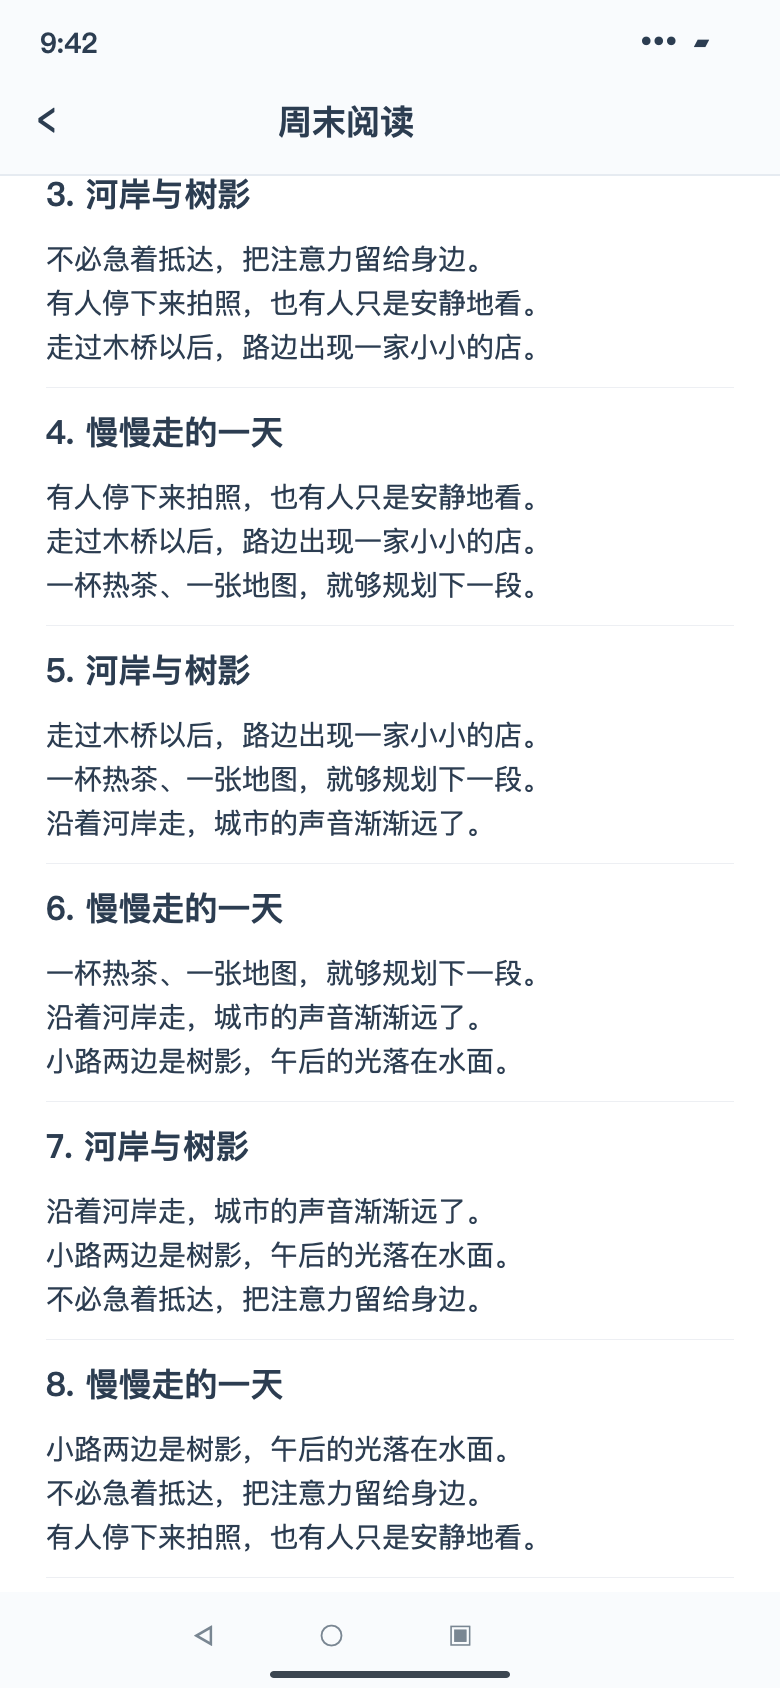 9:42
周末阅读
3. 河岸与树影
不必急着抵达，把注意力留给身边。
有人停下来拍照，也有人只是安静地看。
走过木桥以后，路边出现一家小小的店。
4. 慢慢走的一天
有人停下来拍照，也有人只是安静地看。
走过木桥以后，路边出现一家小小的店。
一杯热茶、一张地图，就够规划下一段。
5. 河岸与树影
走过木桥以后，路边出现一家小小的店。
一杯热茶、一张地图，就够规划下一段。
沿着河岸走，城市的声音渐渐远了。
6. 慢慢走的一天
一杯热茶、一张地图，就够规划下一段。
沿着河岸走，城市的声音渐渐远了。
小路两边是树影，午后的光落在水面。
7. 河岸与树影
沿着河岸走，城市的声音渐渐远了。
小路两边是树影，午后的光落在水面。
不必急着抵达，把注意力留给身边。
8. 慢慢走的一天
小路两边是树影，午后的光落在水面。
不必急着抵达，把注意力留给身边。
有人停下来拍照，也有人只是安静地看。